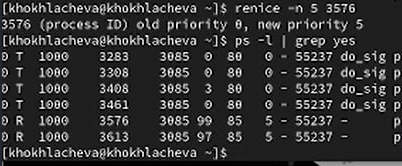 [khokhlacheva@khokhlacheva ~]$ renice -n 5 3576
3576 (process ID) old priority 0, new priority 5
[khokhlacheva@khokhlacheva ~]$ ps -l | grep yes
0 T 1000 3283 3085 0 80 0 - 55237 do_sig p
0 T 1000 3308 3085 0 80 0 - 55237 do_sig p
0 T 1000 3408 3085 3 80 0 - 55237 do_sig p
0 T 1000 3461 3085 0 80 0 - 55237 do_sig p
0 R 1000 3576 3085 99 85 5 - 55237 - p
0 R 1000 3613 3085 97 85 5 - 55237 - p
[khokhlacheva@khokhlacheva ~]$